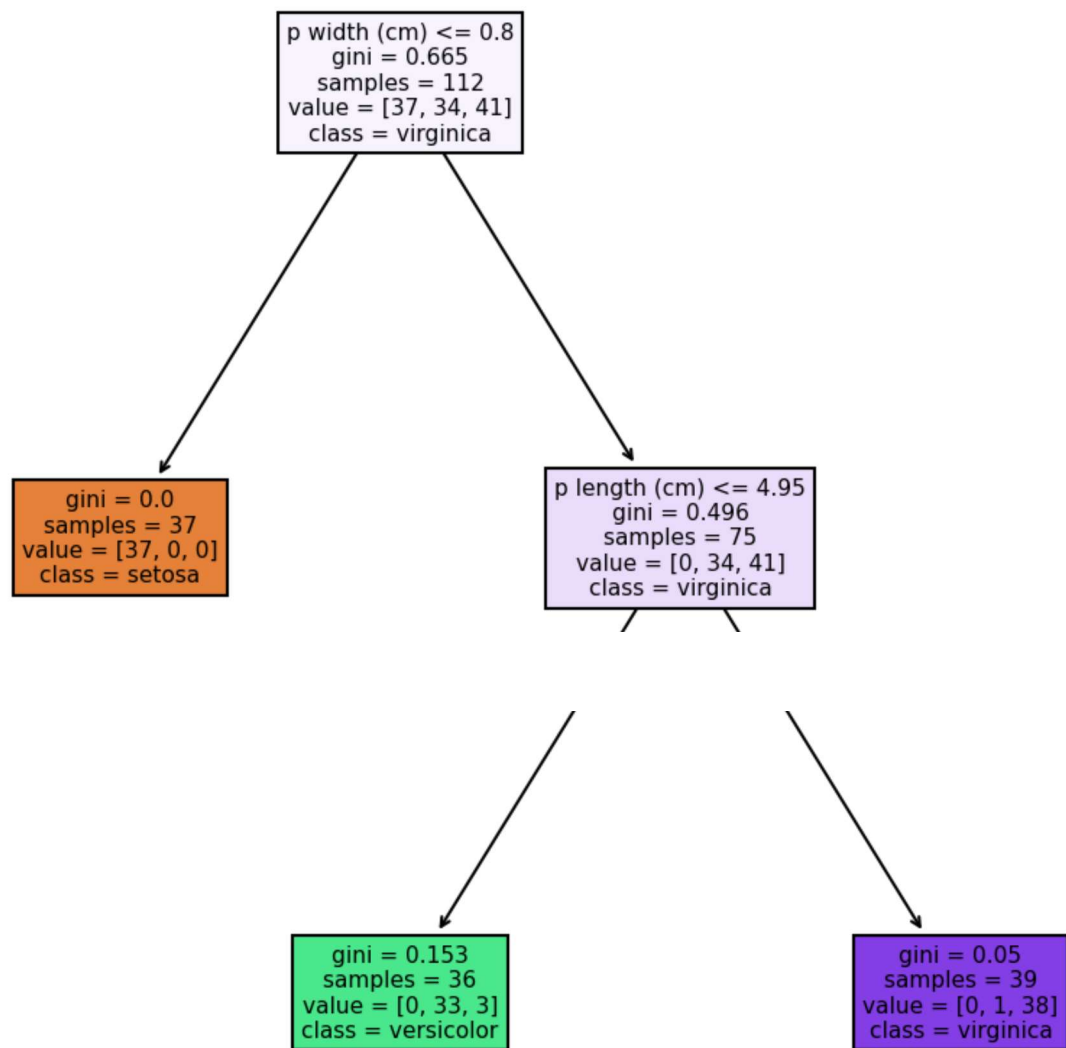 p width (cm) <= 0.8
gini = 0.665
samples = 112
value = [37, 34, 41]
class = virginica
gini = 0.0
samples = 37
value = [37, 0, 0]
class = setosa
p length (cm) <= 4.95
gini = 0.496
samples = 75
value = [0, 34, 41]
class = virginica
gini = 0.153
samples = 36
value = [0, 33, 3]
class = versicolor
gini = 0.05
samples = 39
value = [0, 1, 38]
class = virginica